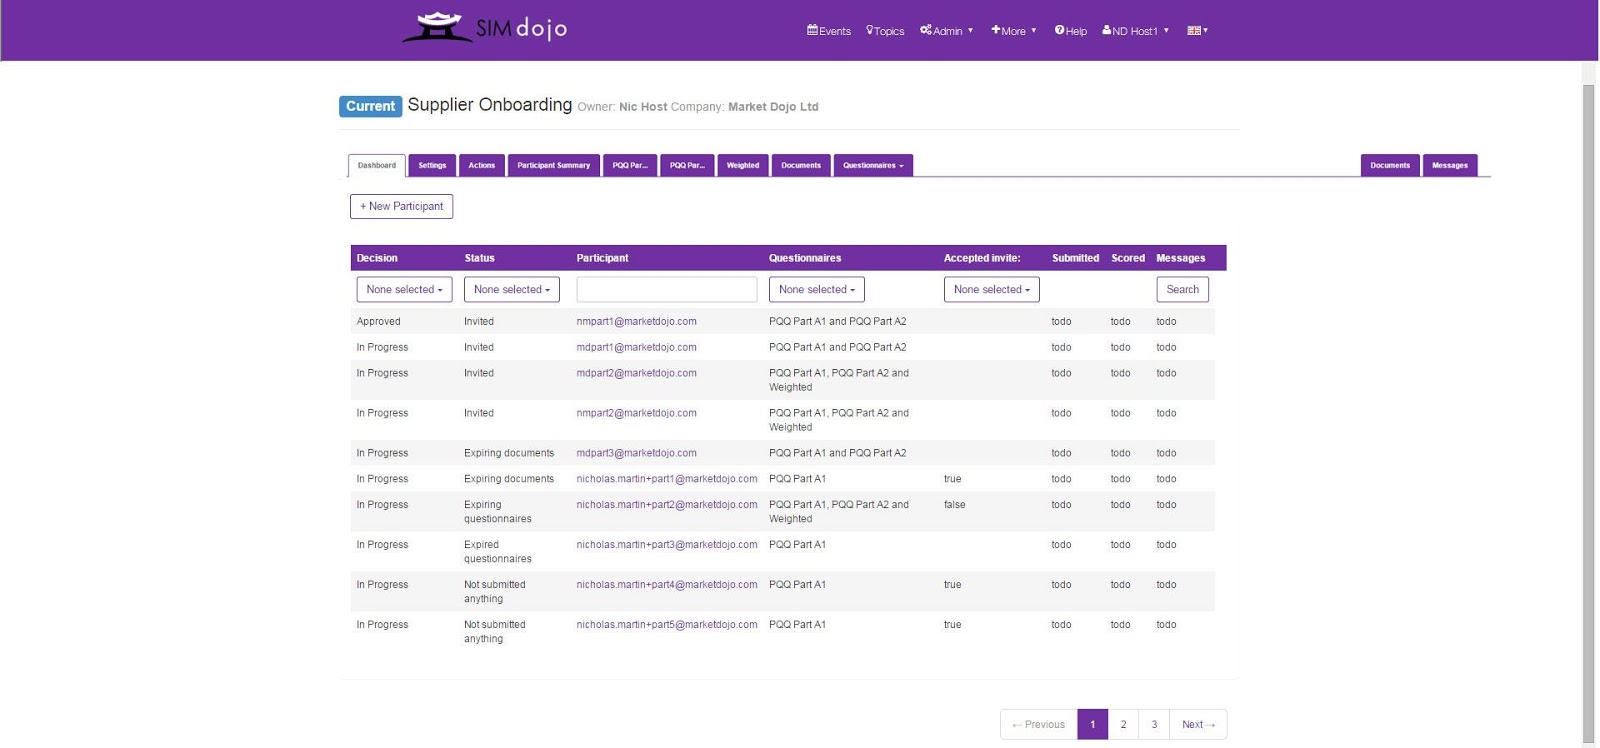 SIM dojo
Events Topics Admin More Help ND Host1
Current Supplier Onboarding Owner: Nic Host Company: Market Dojo Ltd
Dashboard Settings Actions Participant Summary PQQ Par... PQQ Par... Weighted Documents Questionnaires Documents Messages
+ New Participant
Decision Status Participant Questionnaires Accepted invite: Submitted Scored Messages
None selected None selected None selected None selected Search
Approved Invited nmpart1@marketdojo.com PQQ Part A1 and PQQ Part A2 todo todo todo
In Progress Invited mdpart1@marketdojo.com PQQ Part A1 and PQQ Part A2 todo todo todo
In Progress Invited mdpart2@marketdojo.com PQQ Part A1, PQQ Part A2 and todo todo todo
Weighted
In Progress Invited nmpart2@marketdojo.com PQQ Part A1, PQQ Part A2 and todo todo todo
Weighted
In Progress Expiring documents mdpart3@marketdojo.com PQQ Part A1 and PQQ Part A2 todo todo todo
In Progress Expiring documents nicholas.martin+part1@marketdojo.com PQQ Part A1 true todo todo todo
In Progress Expiring nicholas.martin+part2@marketdojo.com PQQ Part A1, PQQ Part A2 and false todo todo todo
questionnaires Weighted
In Progress Expired nicholas.martin+part3@marketdojo.com PQQ Part A1 todo todo todo
questionnaires
In Progress Not submitted nicholas.martin+part4@marketdojo.com PQQ Part A1 true todo todo todo
anything
In Progress Not submitted nicholas.martin+part5@marketdojo.com PQQ Part A1 true todo todo todo
anything
← Previous 1 2 3 Next →